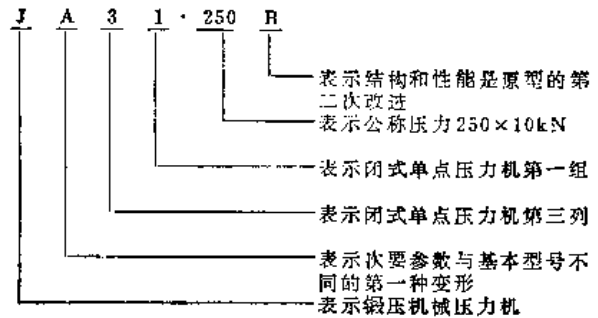 J A 3 1 · 250 B
表示结构和性能是原型的第
二次改进
表示公称压力250×10kN
表示闭式单点压力机第一组
表示闭式单点压力机第三列
表示次要参数与基本型号不
同的第一种变形
表示锻压机械压力机